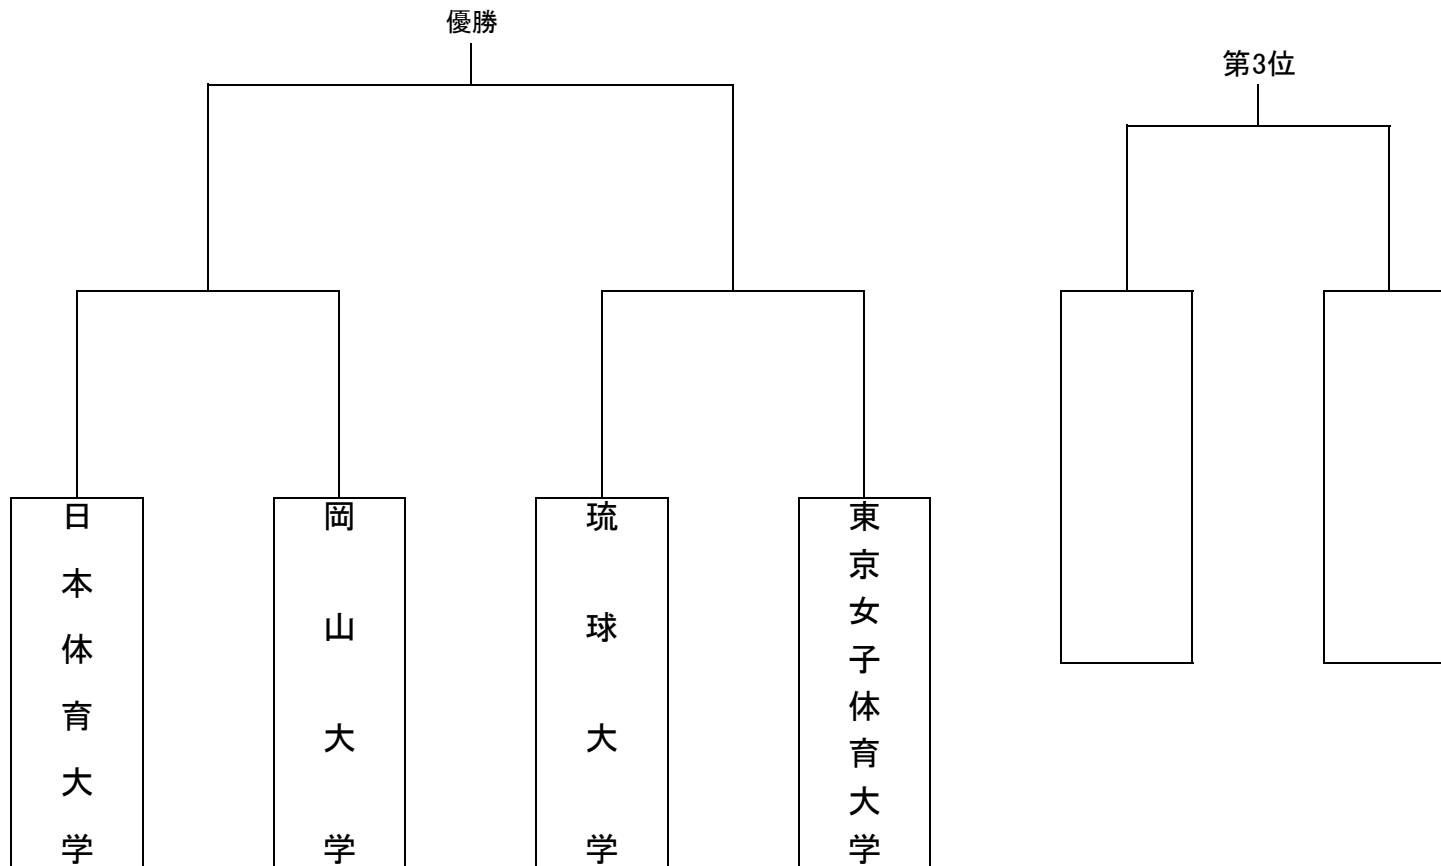 優勝
第3位
日本体育大学
岡山大学
琉球大学
東京女子体育大学